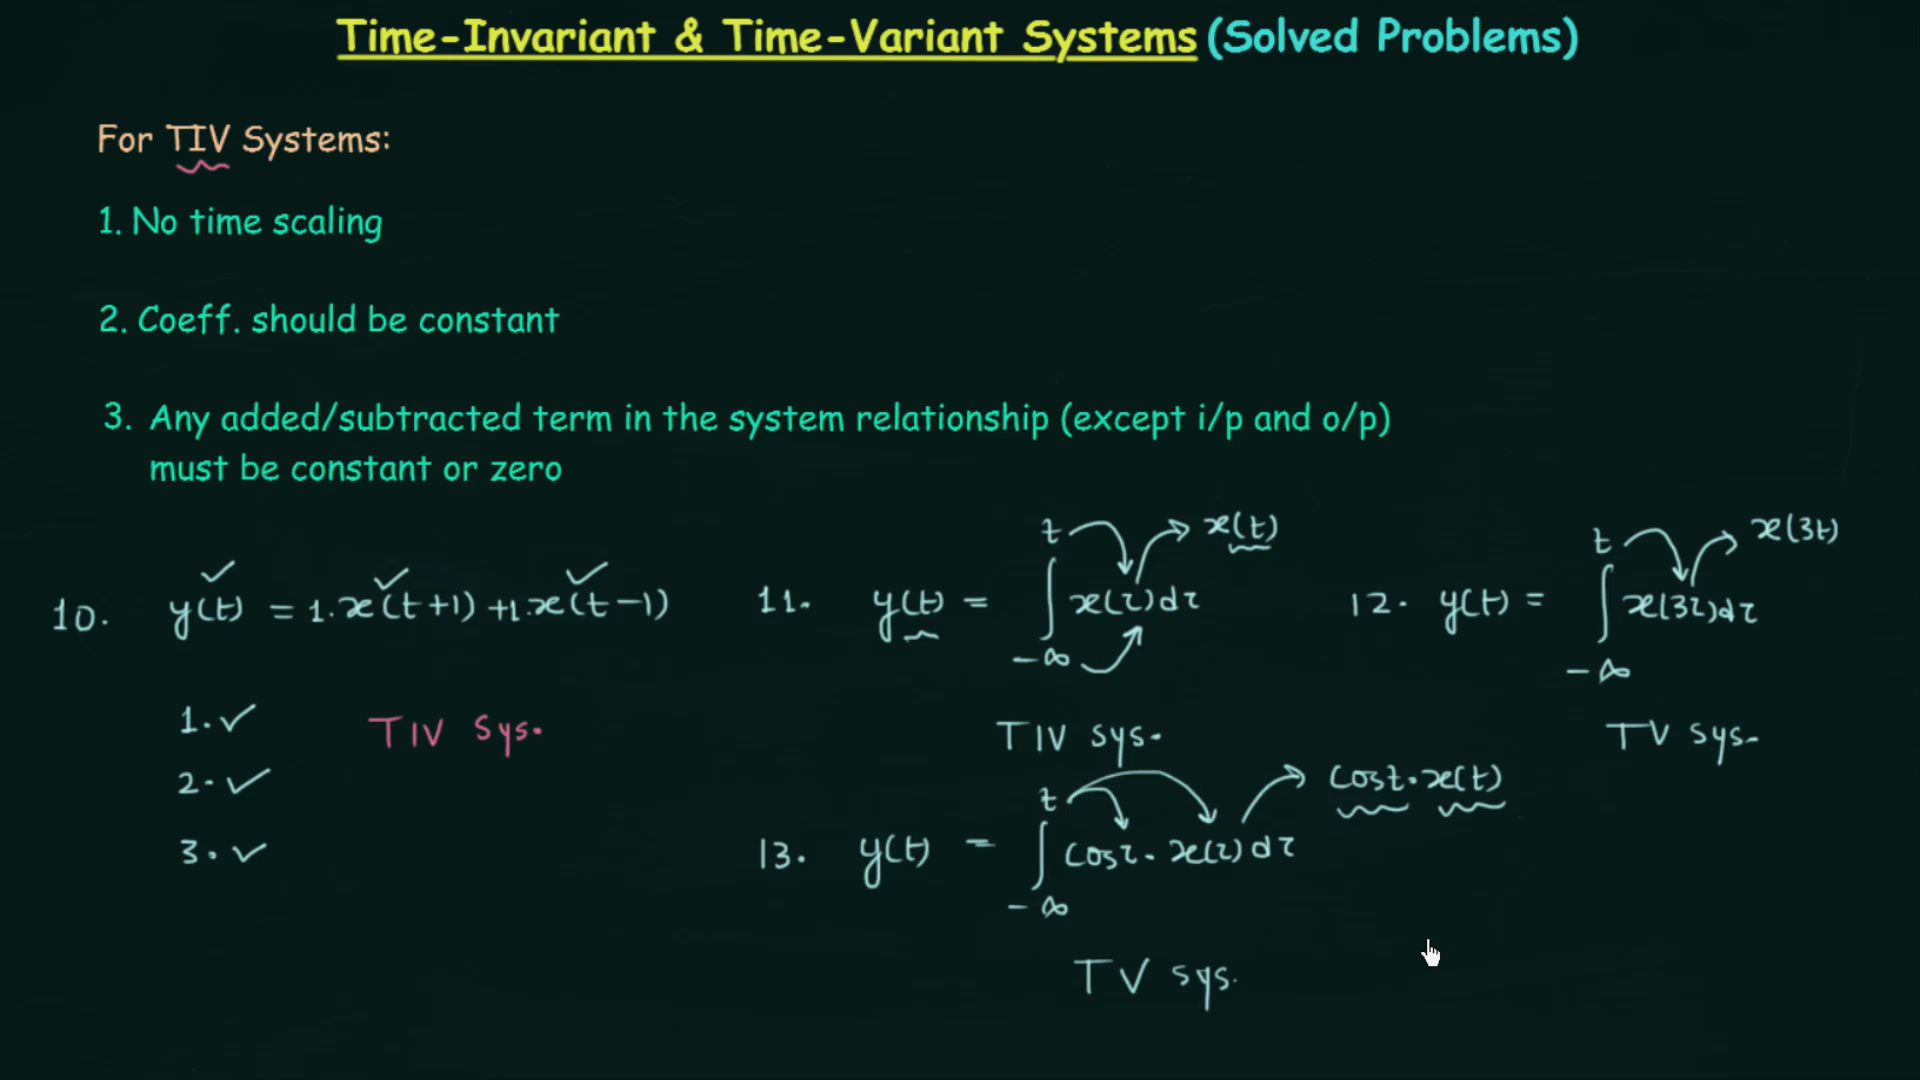 Time-Invariant & Time-Variant Systems (Solved Problems)
For TIV Systems:
1. No time scaling
2. Coeff. should be constant
3. Any added/subtracted term in the system relationship (except i/p and o/p)
must be constant or zero
10. y(t) = 1.x(t+1) + 1.x(t-1)
1. ✓
2. ✓
3. ✓
TIV Sys.
11. y(t) = ∫ x(τ)dτ
t
-∞
x(t)
TIV Sys.
12. y(t) = ∫ x(3τ)dτ
t
-∞
x(3t)
TV Sys.
13. y(t) = ∫ Cosτ. x(τ)dτ
t
-∞
Cost.x(t)
TV Sys.